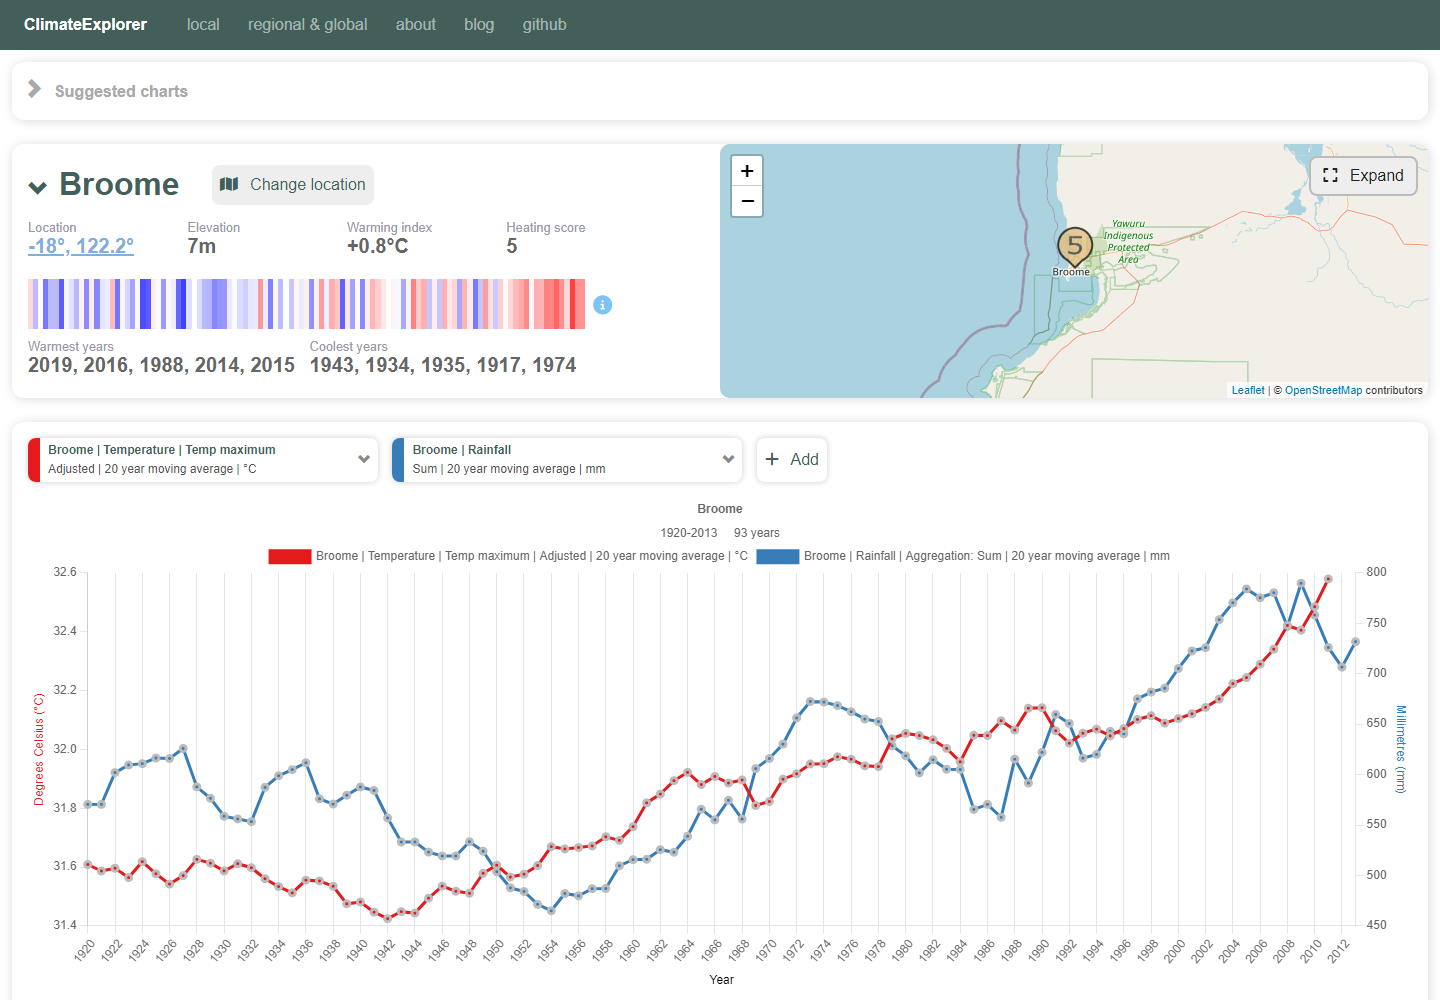 ClimateExplorer local regional & global about blog github
Suggested charts
Broome Change location
Location Elevation Warming index Heating score
-18°, 122.2° 7m +0.8°C 5
Warmest years Coolest years
2019, 2016, 1988, 2014, 2015 1943, 1934, 1935, 1917, 1974
+
−
Expand
Yawuru
Indigenous
Protected
Area
5
Broome
Leaflet | © OpenStreetMap contributors
Broome | Temperature | Temp maximum
Adjusted | 20 year moving average | °C
Broome | Rainfall
Sum | 20 year moving average | mm
+ Add
Broome
1920-2013 93 years
Broome | Temperature | Temp maximum | Adjusted | 20 year moving average | °C
Broome | Rainfall | Aggregation: Sum | 20 year moving average | mm
Degrees Celsius (°C)
32.6
32.4
32.2
32.0
31.8
31.6
31.4
800
750
700
650
600
550
500
450
Millimetres (mm)
1920 1922 1924 1926 1928 1930 1932 1934 1936 1938 1940 1942 1944 1946 1948 1950 1952 1954 1956 1958 1960 1962 1964 1966 1968 1970 1972 1974 1976 1978 1980 1982 1984 1986 1988 1990 1992 1994 1996 1998 2000 2002 2004 2006 2008 2010 2012
Year